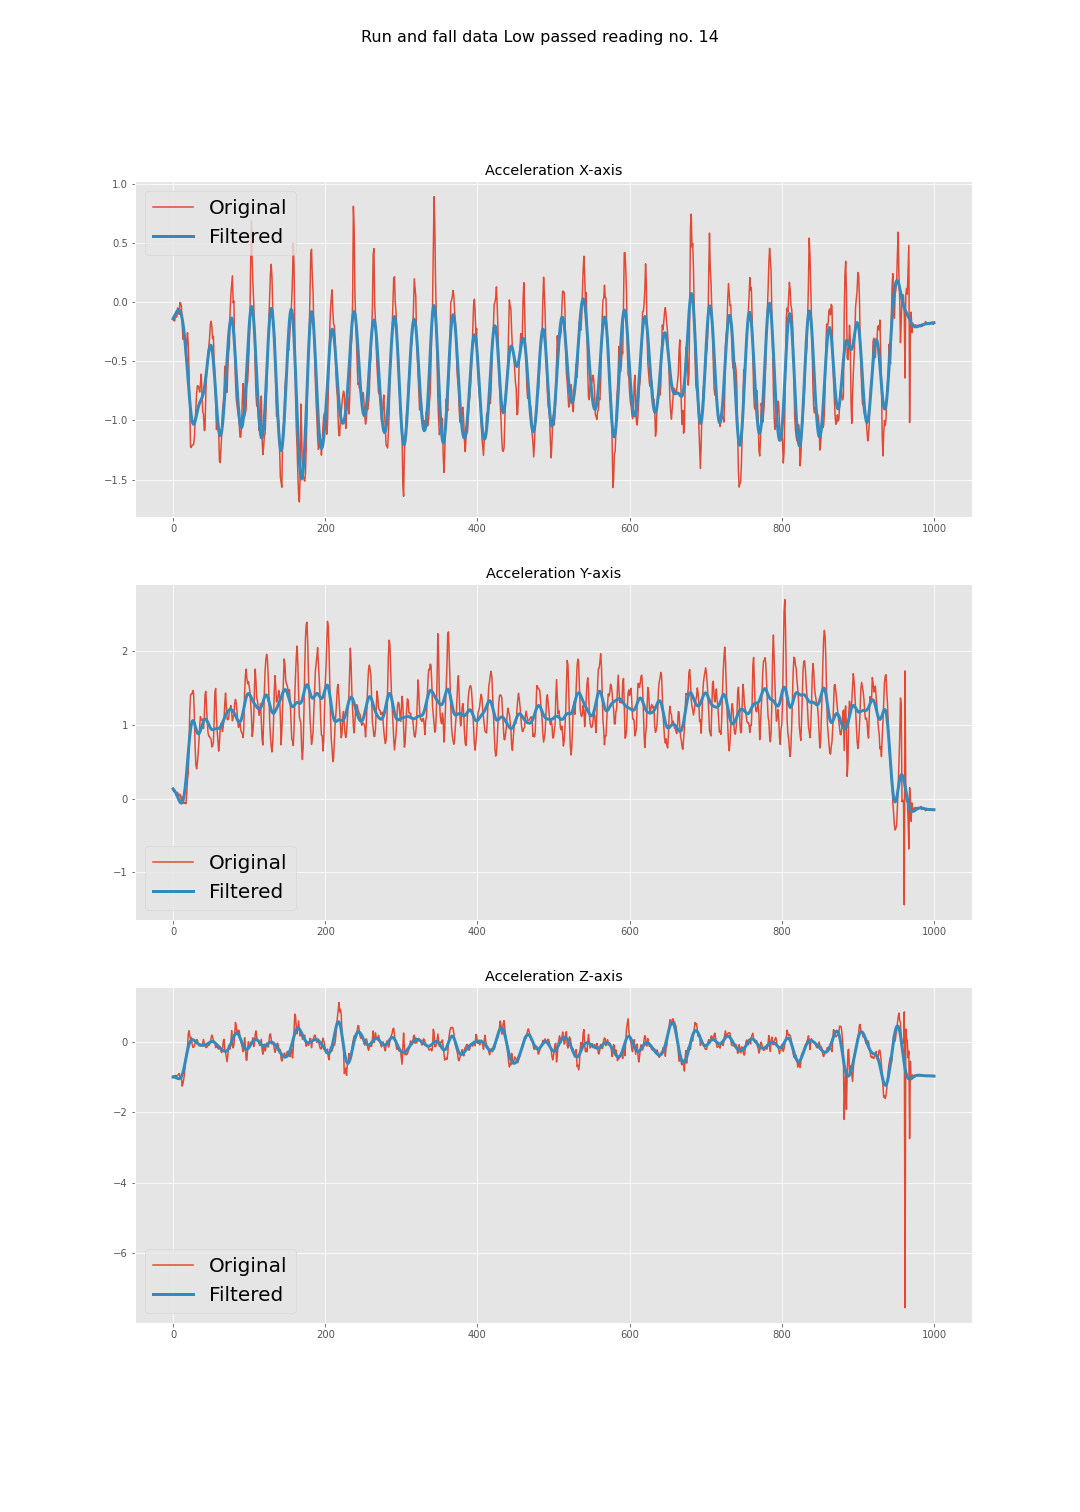 Run and fall data Low passed reading no. 14
Acceleration X-axis
1.0
0.5
0.0
−0.5
−1.0
−1.5
Original
Filtered
0 200 400 600 800 1000
Acceleration Y-axis
2
1
0
−1
Original
Filtered
0 200 400 600 800 1000
Acceleration Z-axis
0
−2
−4
−6
Original
Filtered
0 200 400 600 800 1000